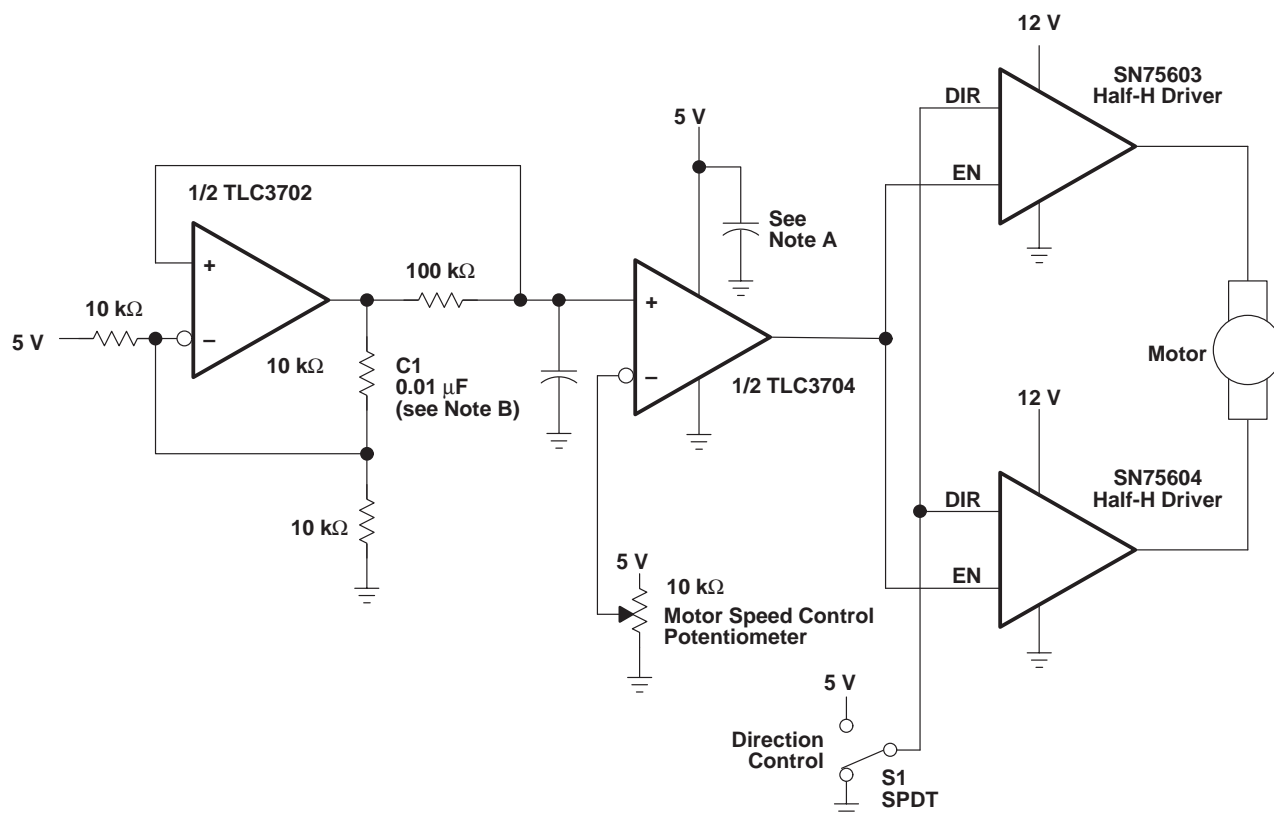 12 V
SN75603
Half-H Driver
DIR
5 V
EN
1/2 TLC3702
See
Note A
+
100 kΩ
10 kΩ
+
5 V
–
10 kΩ
C1
0.01 μF
(see Note B)
–
1/2 TLC3704
Motor
12 V
SN75604
Half-H Driver
DIR
10 kΩ
5 V
EN
10 kΩ
Motor Speed Control
Potentiometer
5 V
Direction
Control
S1
SPDT